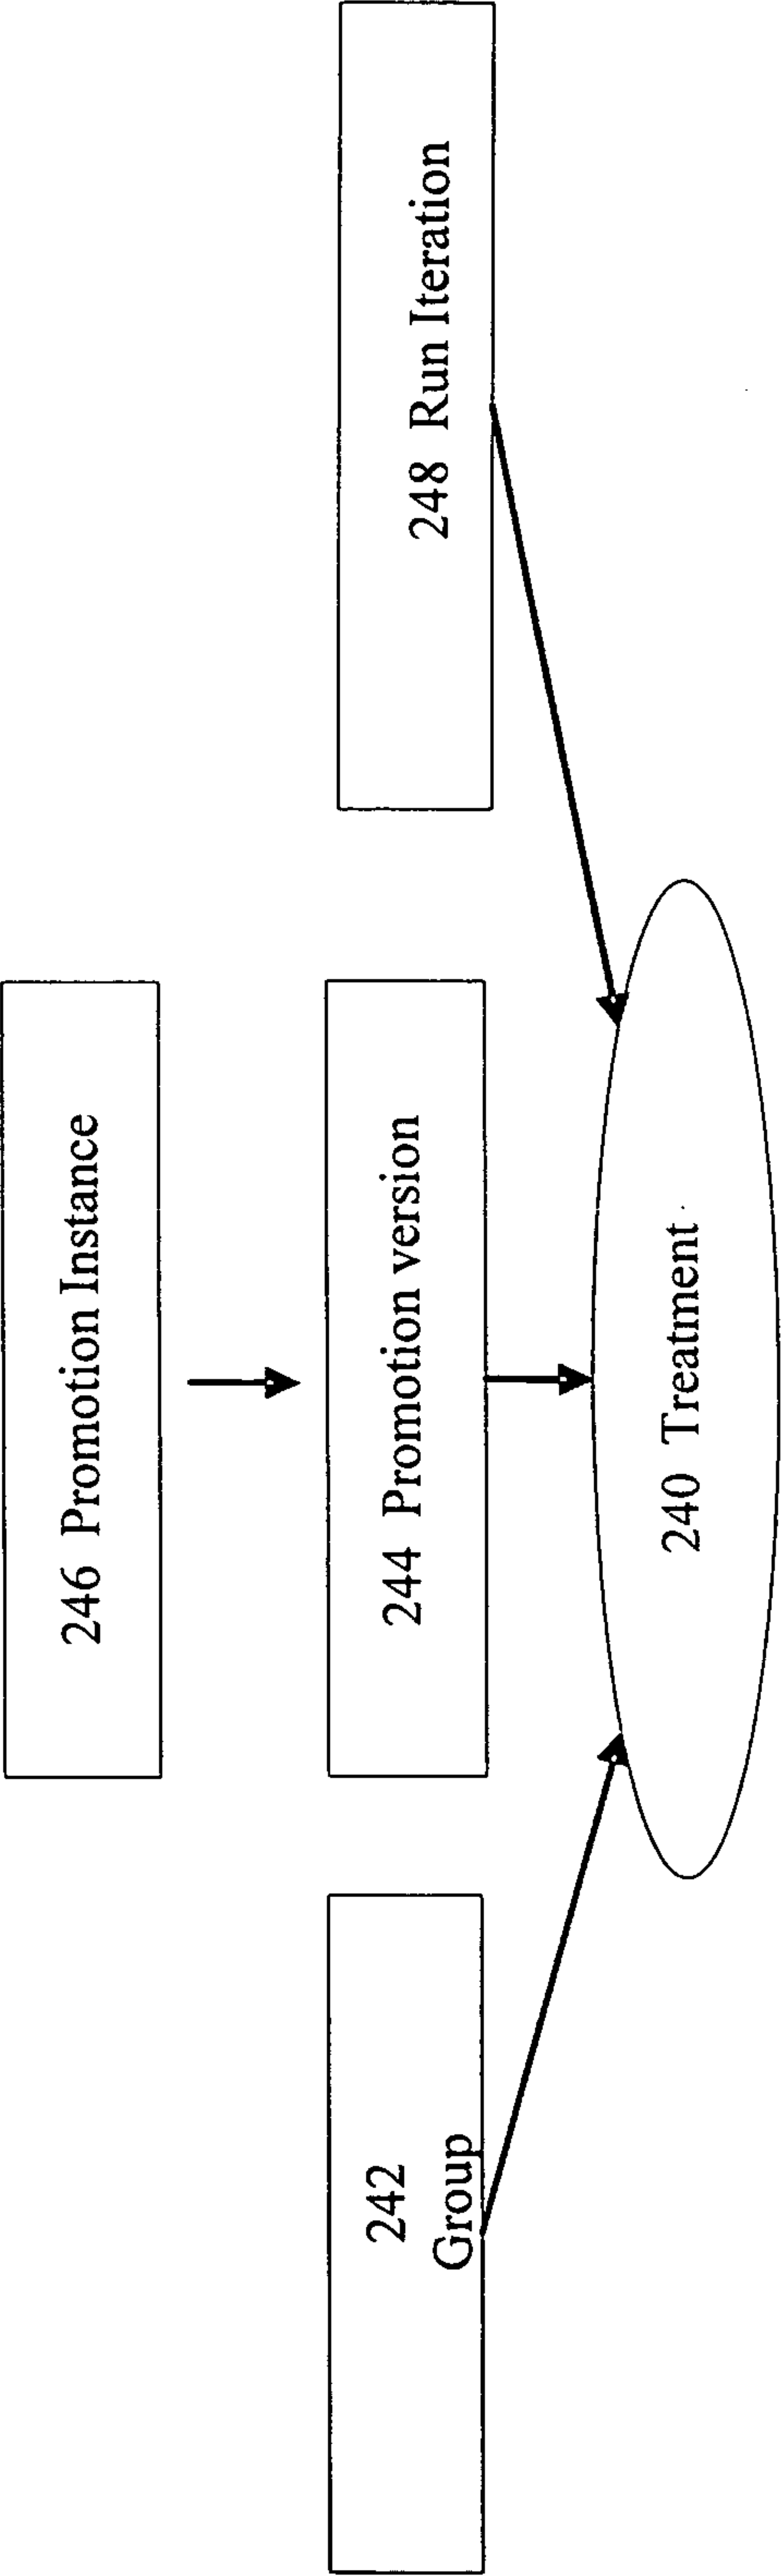 246 Promotion Instance
242
Group
244 Promotion version
248 Run Iteration
240 Treatment